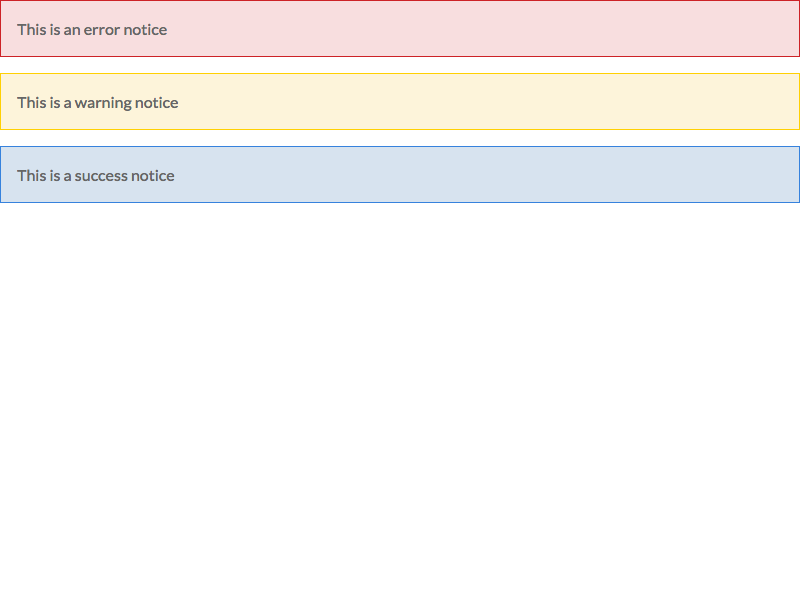 This is an error notice
This is a warning notice
This is a success notice